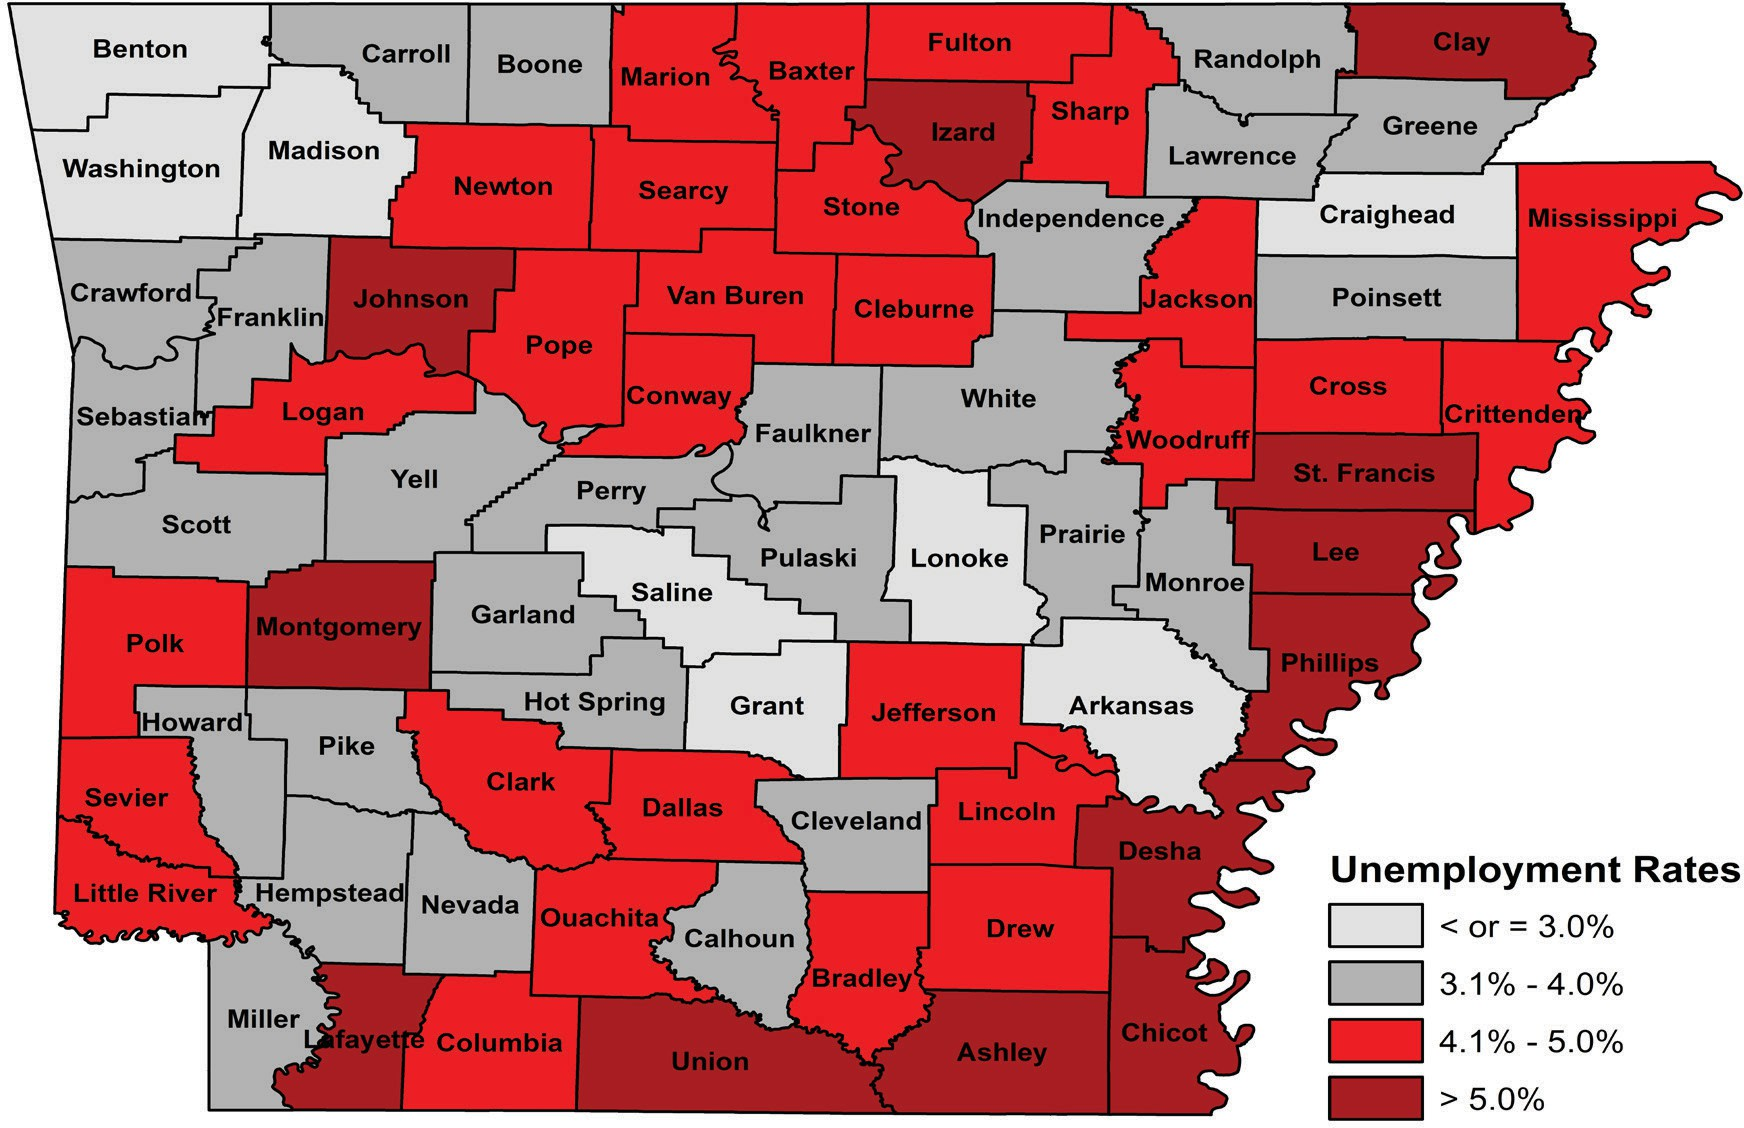 Benton
Carroll
Boone
Marion
Baxter
Fulton
Sharp
Randolph
Clay
Izard
Greene
Lawrence
Washington
Madison
Newton
Searcy
Stone
Independence
Craighead
Mississippi
Crawford
Franklin
Johnson
Pope
Van Buren
Cleburne
Jackson
Poinsett
Sebastian
Logan
Conway
Faulkner
White
Woodruff
Cross
Crittenden
Scott
Yell
Perry
Pulaski
Lonoke
Prairie
Monroe
St. Francis
Lee
Phillips
Polk
Montgomery
Garland
Saline
Hot Spring
Grant
Jefferson
Arkansas
Howard
Pike
Clark
Dallas
Cleveland
Lincoln
Desha
Sevier
Little River
Hempstead
Nevada
Ouachita
Calhoun
Bradley
Drew
Miller
Lafayette
Columbia
Union
Ashley
Chicot
Unemployment Rates
< or = 3.0%
3.1% - 4.0%
4.1% - 5.0%
> 5.0%